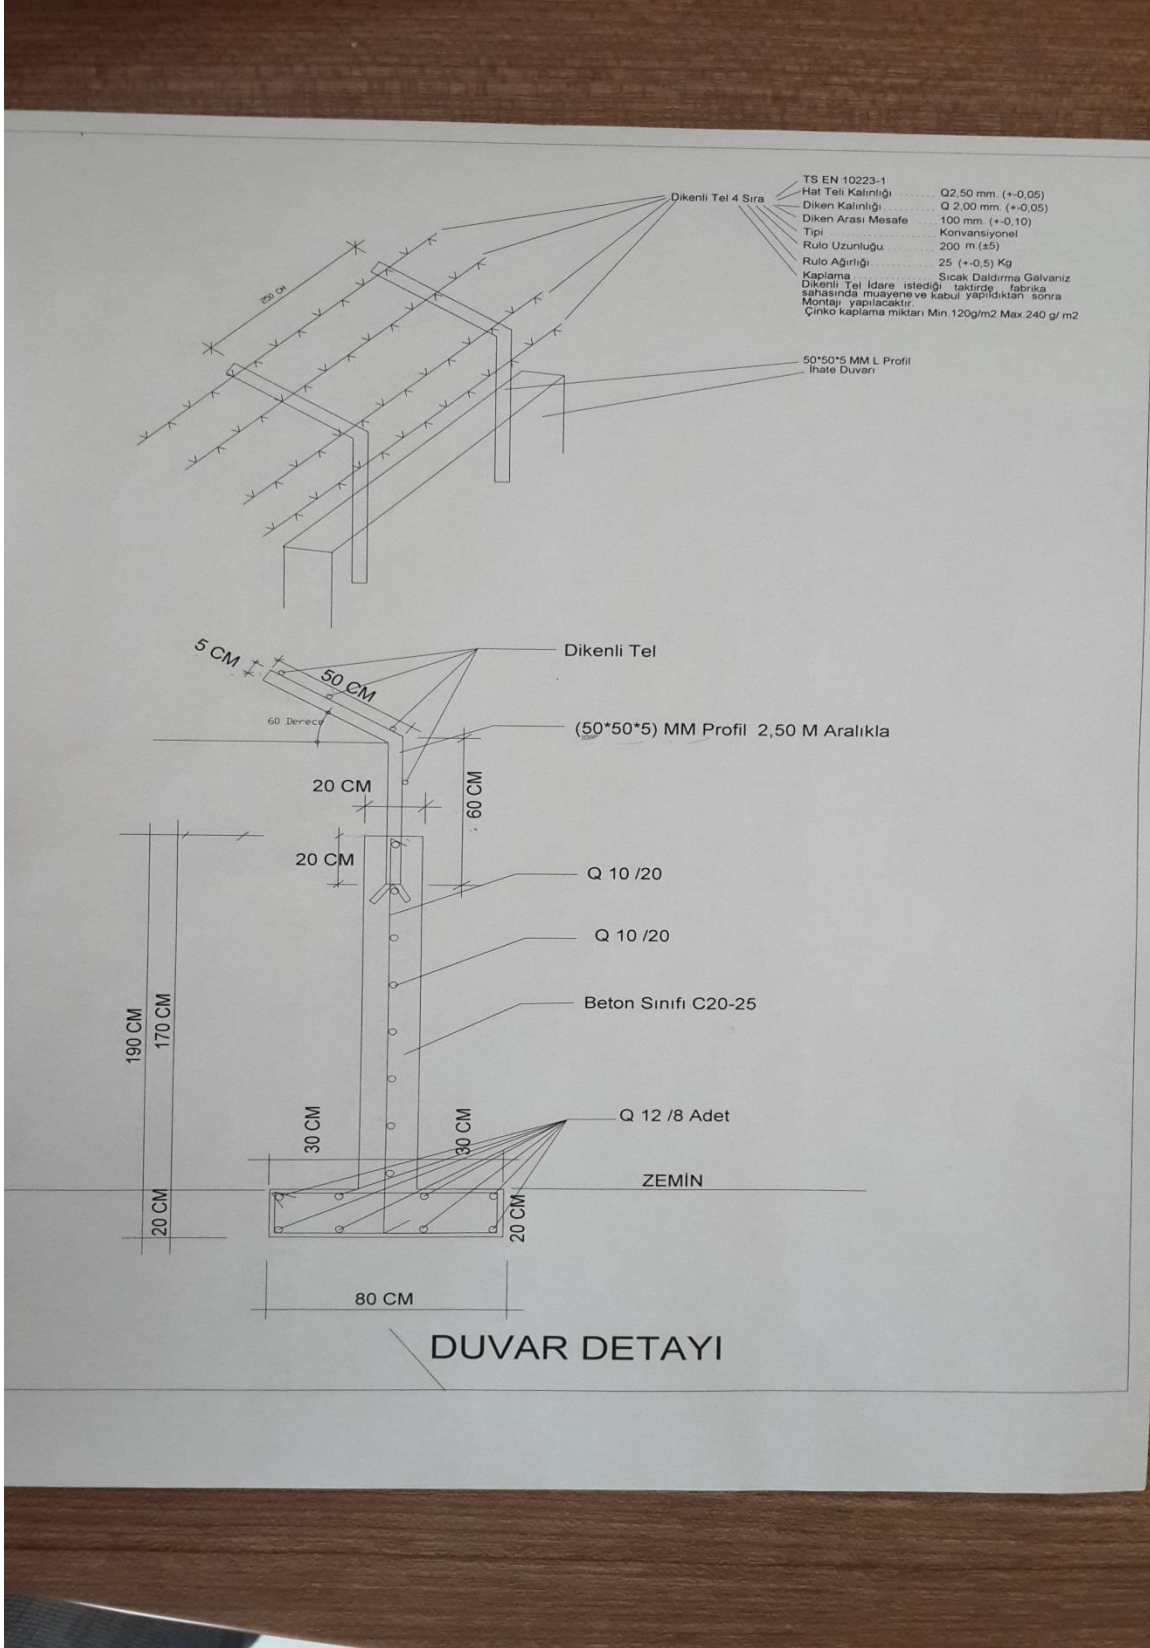 TS EN 10223-1
Dikenli Tel 4 Sıra
Hat Teli Kalınlığı ........ Q2,50 mm. (+-0,05)
Diken Kalınlığı ........ Q 2,00 mm. (+-0,05)
Diken Arası Mesafe .... 100 mm. (+-0,10)
Tipi ........ Konvansiyonel
Rulo Uzunluğu ........ 200 m.(±5)
Rulo Ağırlığı ........ 25 (+-0,5) Kg
Kaplama ........ Sıcak Daldırma Galvaniz
Dikenli Tel İdare istediği taktirde fabrika
sahasında muayene ve kabul yapıldıktan sonra
Montajı yapılacaktır.
Çinko kaplama miktarı Min.120g/m2 Max.240 g/ m2
250 CM
50*50*5 MM L Profil
İhate Duvarı
5 CM
50 CM
Dikenli Tel
60 Derece
(50*50*5) MM Profil 2,50 M Aralıkla
20 CM
60 CM
20 CM
Q 10 /20
Q 10 /20
Beton Sınıfı C20-25
190 CM
170 CM
30 CM
30 CM
Q 12 /8 Adet
ZEMİN
20 CM
20 CM
80 CM
DUVAR DETAYI